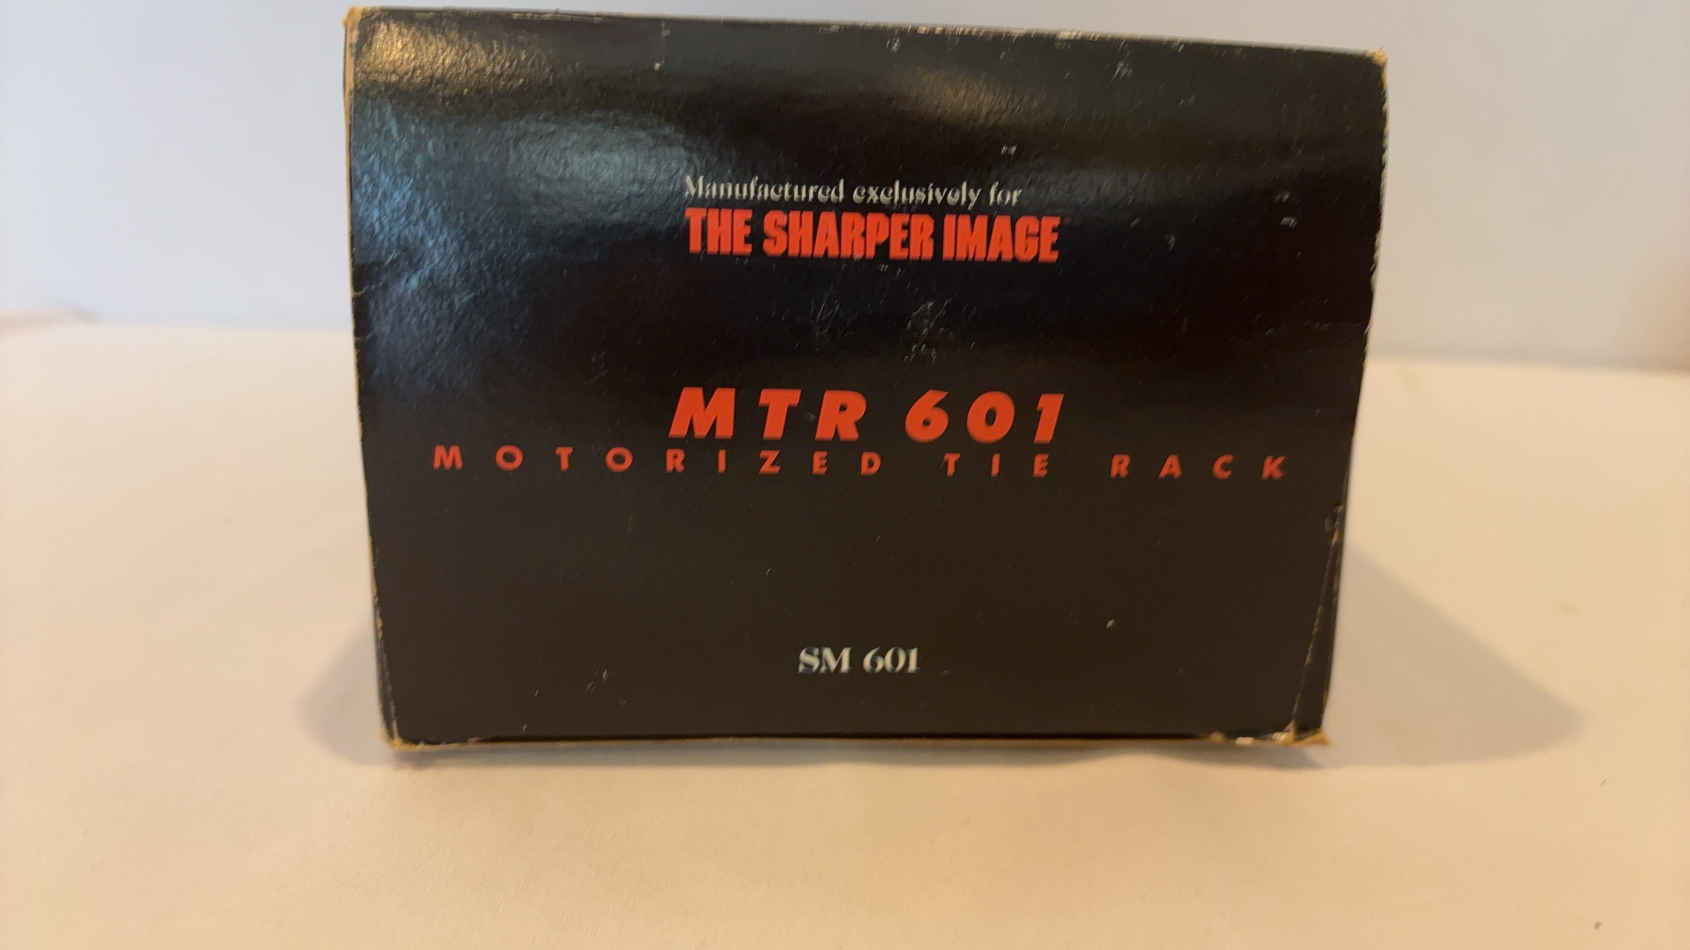 Manufactured exclusively for
THE SHARPER IMAGE
MTR 601
MOTORIZED TIE RACK
SM 601